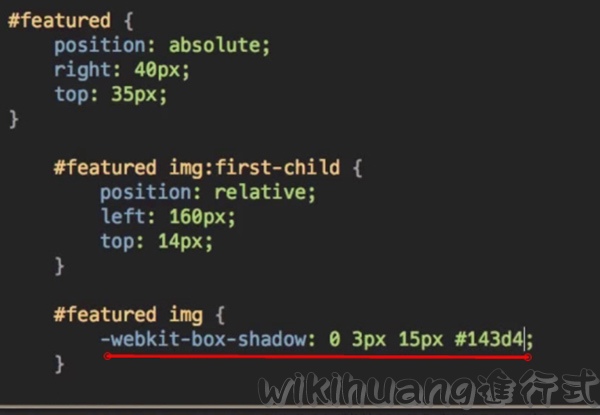 #featured {
position: absolute;
right: 40px;
top: 35px;
}
#featured img:first-child {
position: relative;
left: 160px;
top: 14px;
}
#featured img {
-webkit-box-shadow: 0 3px 15px #143d4;
}
wikihuang進行式